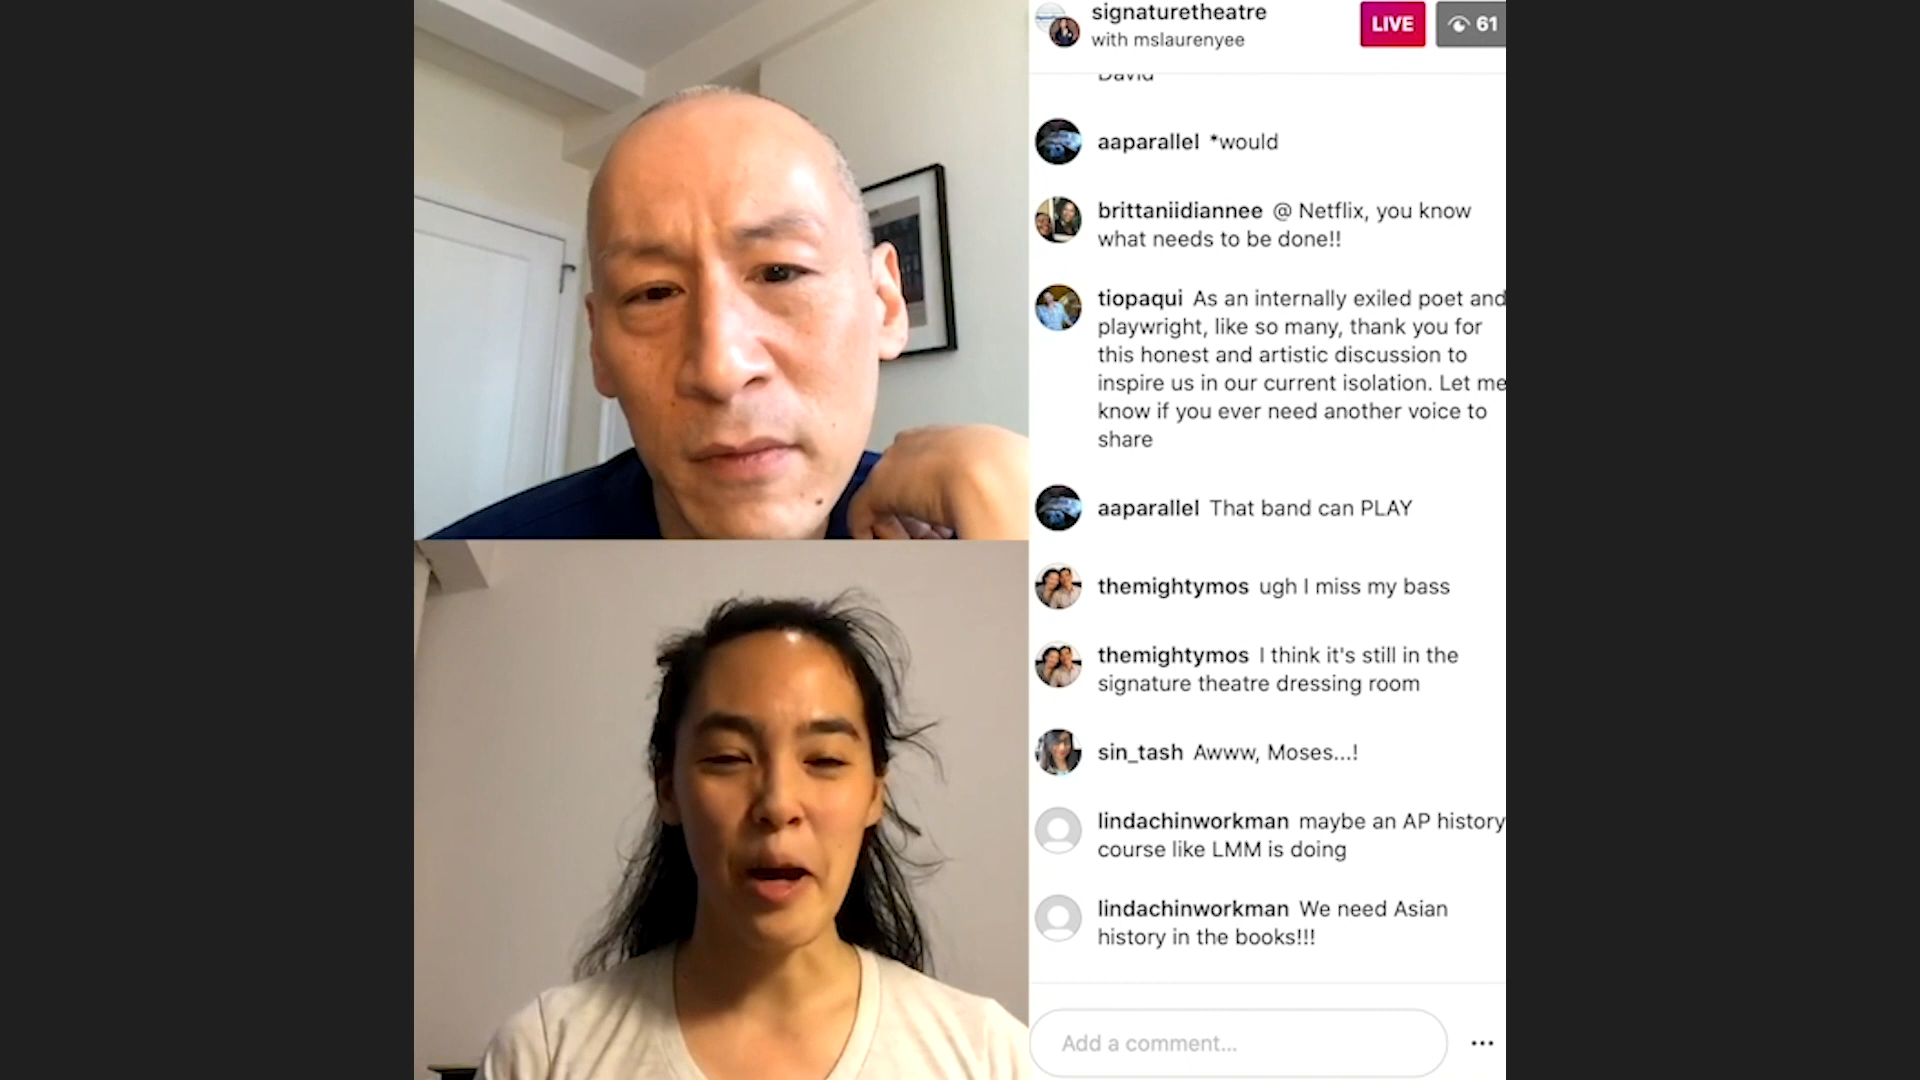 signaturetheatre
with mslaurenyee
LIVE
61
David
aaparallel *would
brittaniidiannee @ Netflix, you know
what needs to be done!!
tiopaqui As an internally exiled poet and
playwright, like so many, thank you for
this honest and artistic discussion to
inspire us in our current isolation. Let me
know if you ever need another voice to
share
aaparallel That band can PLAY
themightymos ugh I miss my bass
themightymos I think it's still in the
signature theatre dressing room
sin_tash Awww, Moses...!
lindachinworkman maybe an AP history
course like LMM is doing
lindachinworkman We need Asian
history in the books!!!
Add a comment...